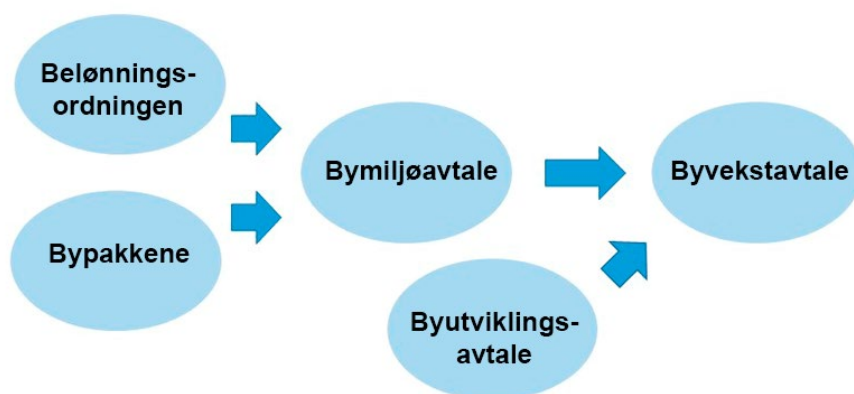 Belønnings-
ordningen
Bypakkene
Bymiljøavtale
Byutviklings-
avtale
Byvekstavtale